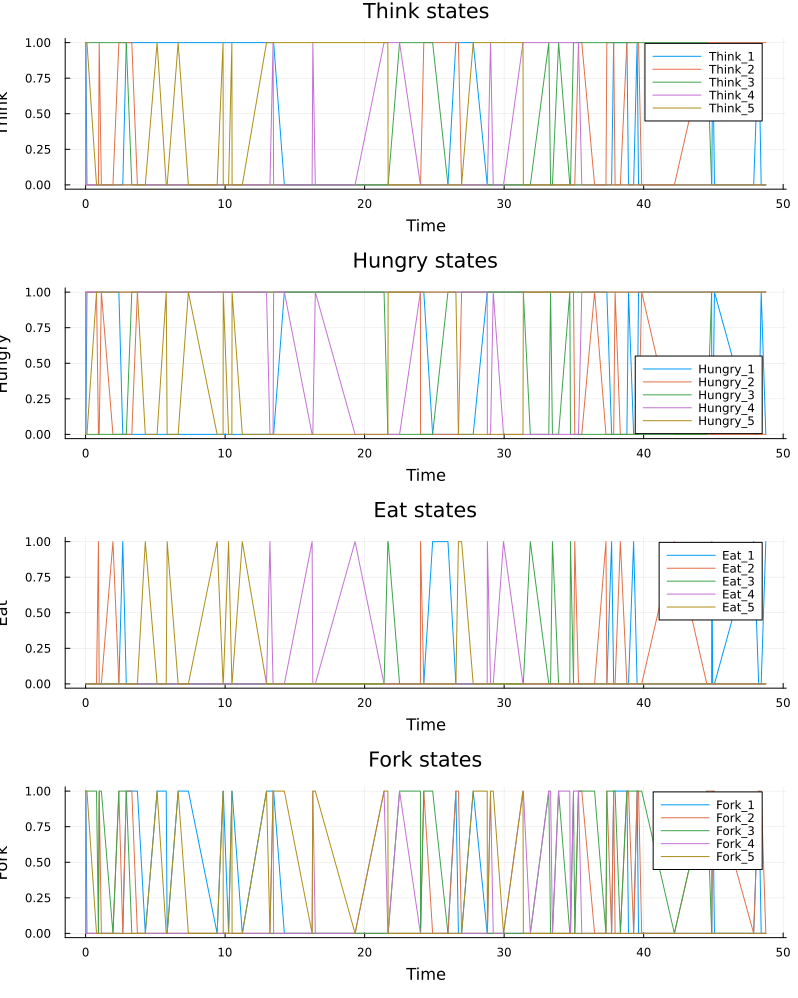 Think states
1.00
0.75
0.50
0.25
0.00
Think
Think_1
Think_2
Think_3
Think_4
Think_5
0 10 20 30 40 50
Time
Hungry states
1.00
0.75
0.50
0.25
0.00
Hungry
Hungry_1
Hungry_2
Hungry_3
Hungry_4
Hungry_5
0 10 20 30 40 50
Time
Eat states
1.00
0.75
0.50
0.25
0.00
Eat
Eat_1
Eat_2
Eat_3
Eat_4
Eat_5
0 10 20 30 40 50
Time
Fork states
1.00
0.75
0.50
0.25
0.00
Fork
Fork_1
Fork_2
Fork_3
Fork_4
Fork_5
0 10 20 30 40 50
Time